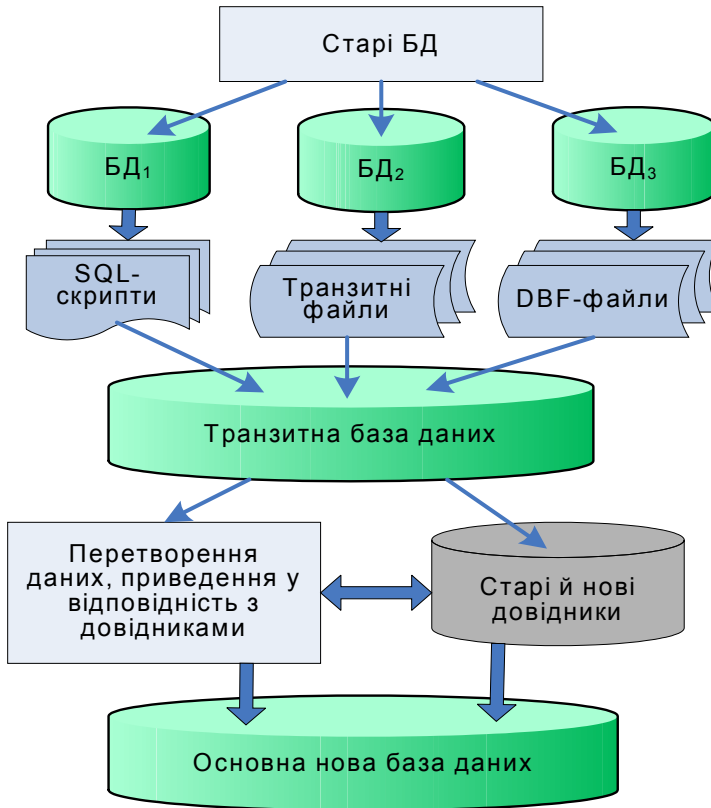 Старі БД
БД₁
БД₂
БД₃
SQL-
скрипти
Транзитні
файли
DBF-файли
Транзитна база даних
Перетворення
даних, приведення у
відповідність з
довідниками
Старі й нові
довідники
Основна нова база даних